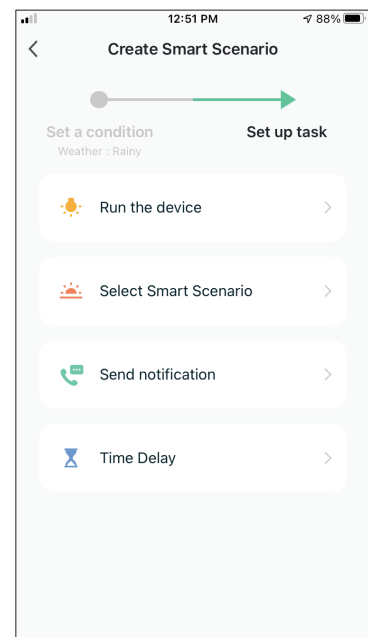 12:51 PM
88%
Create Smart Scenario
Set a condition
Set up task
Weather : Rainy
Run the device
Select Smart Scenario
Send notification
Time Delay